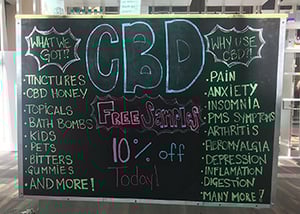 WHAT WE
GOT!!
TINCTURES
CBD HONEY
TOPICALS
BATH BOMBS
• KIDS
• PETS
• BITTERS
GUMMIES
• AND MORE!
CBD
FREE Samples!
10% off
Today!
WHY USE
CBD?!
• PAIN
• ANXIETY
• INSOMNIA
• PMS SYMPTOMS
• ARTHRITIS
• FIBROMYALGIA
• DEPRESSION
• INFLAMATION
• DIGESTION
MANY MORE!